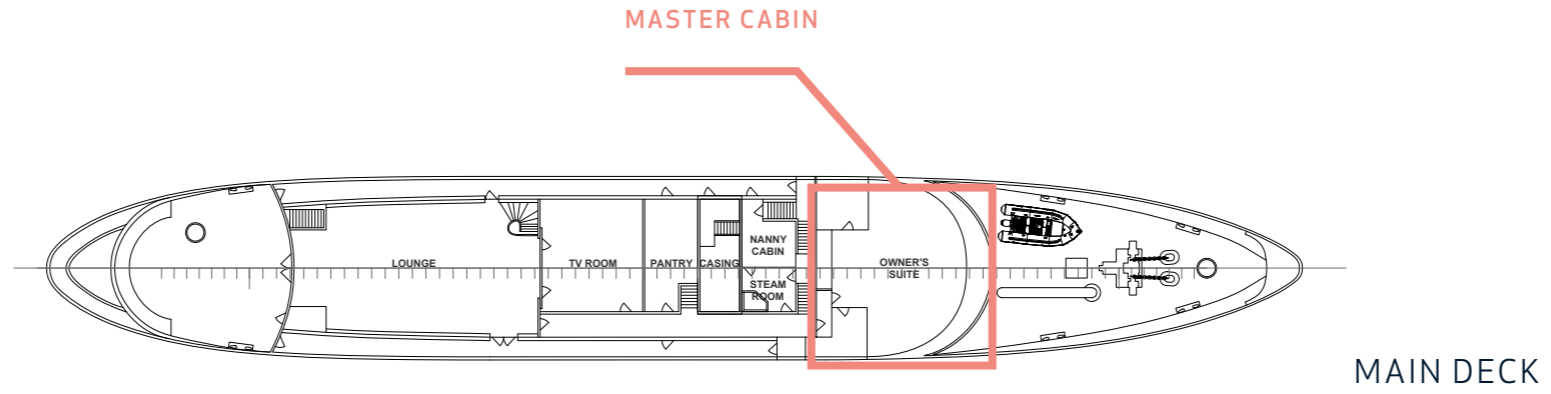 MASTER CABIN
LOUNGE
TV ROOM
PANTRY
CASING
NANNY
CABIN
STEAM
ROOM
OWNER'S
SUITE
MAIN DECK